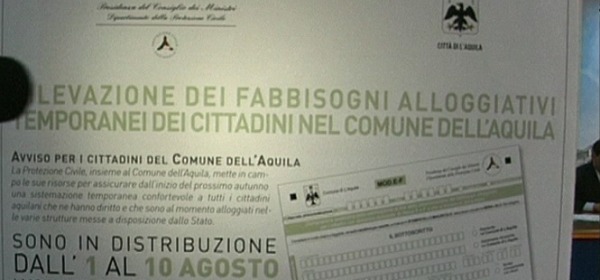 Presidenza del Consiglio dei Ministri
Dipartimento della Protezione Civile
CITTÀ DI L'AQUILA
LEVAZIONE DEI FABBISOGNI ALLOGGIATIVI
TEMPORANEI DEI CITTADINI NEL COMUNE DELL'AQUILA
AVVISO PER I CITTADINI DEL COMUNE DELL'AQUILA
La Protezione Civile, insieme al Comune dell'Aquila, mette in cam-
po le sue risorse per assicurare dall'inizio del prossimo autunno
una sistemazione temporanea confortevole a tutti i cittadini
aquilani che ne hanno diritto e che sono al momento alloggiati nel-
le varie strutture messe a disposizione dallo Stato.
SONO IN DISTRIBUZIONE
DALL' 1 AL 10 AGOSTO
Comune di L'Aquila
MOD.E-F
IL SOTTOSCRITTO